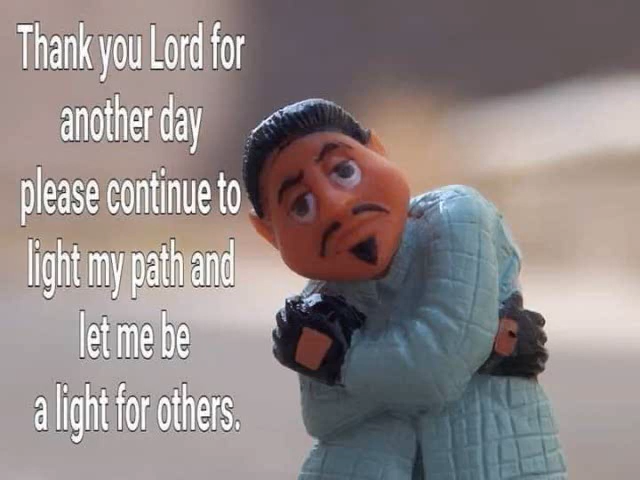 Thank you Lord for
another day
please continue to
light my path and
let me be
a light for others.